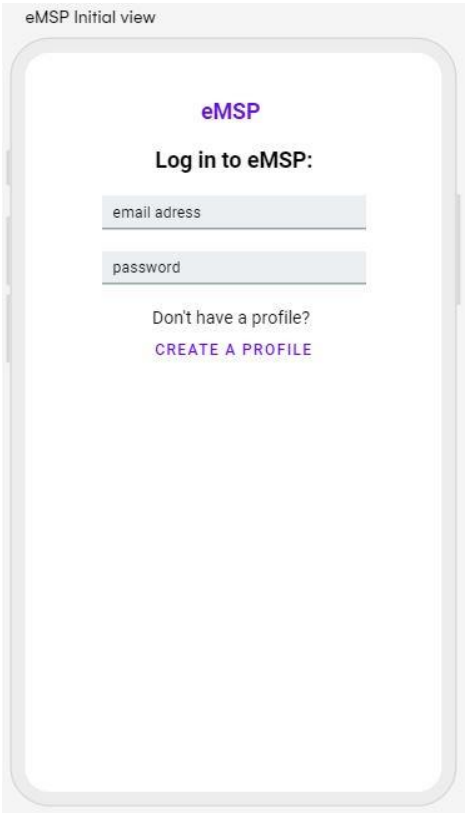 eMSP Initial view
eMSP
Log in to eMSP:
email adress
password
Don't have a profile?
CREATE A PROFILE